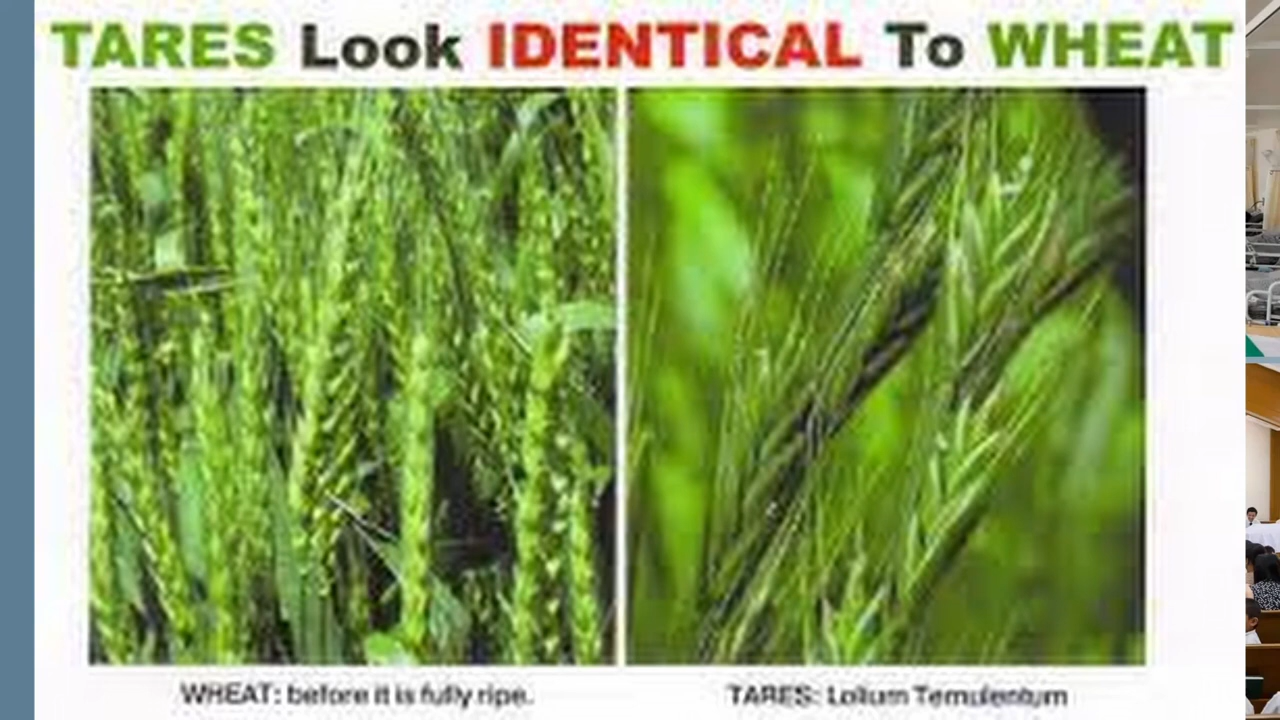 TARES Look IDENTICAL To WHEAT
WHEAT: before it is fully ripe.
TARES: Lolium Temulentum